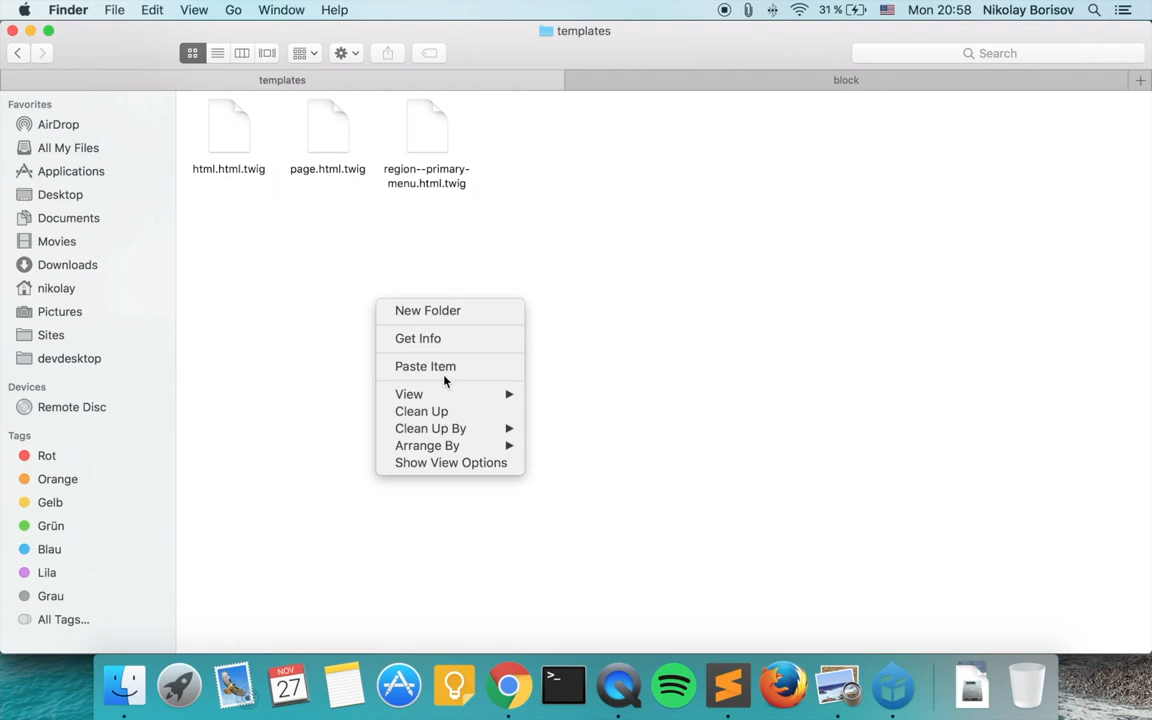 Finder File Edit View Go Window Help 31% Mon 20:58 Nikolay Borisov
templates
Search
templates block
Favorites
AirDrop
All My Files
Applications
Desktop
Documents
Movies
Downloads
nikolay
Pictures
Sites
devdesktop
Devices
Remote Disc
Tags
Rot
Orange
Gelb
Grün
Blau
Lila
Grau
All Tags...
html.html.twig
page.html.twig
region--primary-
menu.html.twig
New Folder
Get Info
Paste Item
View
Clean Up
Clean Up By
Arrange By
Show View Options
NOV
27